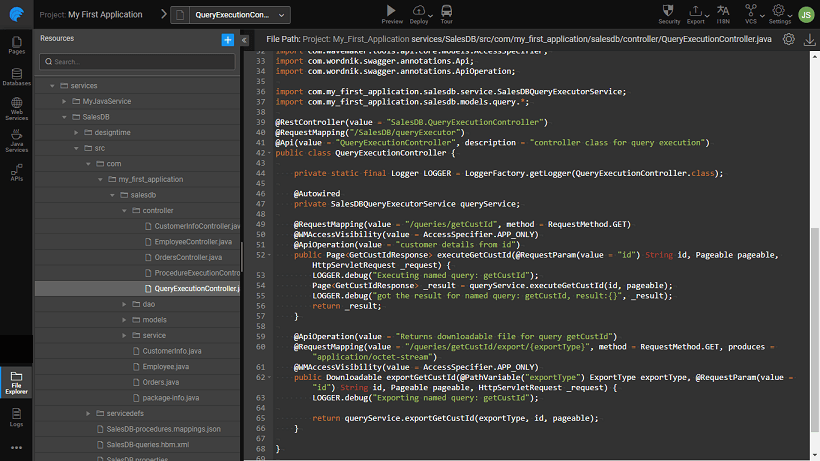 Project: My First Application
QueryExecutionCo...
Preview
Deploy
Tour
Security
Export
I18N
VCS
Settings
JS
Pages
Databases
Web
Services
Java
Services
APIs
File
Explorer
Logs
Resources
Search...
services
MyJavaService
SalesDB
designtime
src
com
my_first_application
salesdb
controller
CustomerInfoController.jav
EmployeeController.java
OrdersController.java
ProcedureExecutionContro
QueryExecutionController.j
dao
models
service
CustomerInfo.java
Employee.java
Orders.java
package-info.java
servicedefs
SalesDB-procedures.mappings.json
SalesDB-queries.hbm.xml
SalesDB.properties
File Path: Project: My_First_Application services/SalesDB/src/com/my_first_application/salesdb/controller/QueryExecutionController.java
32 import com.wavemaker.tools.api.core.models.AccessSpecifier;
33 import com.wordnik.swagger.annotations.Api;
34 import com.wordnik.swagger.annotations.ApiOperation;
35
36 import com.my_first_application.salesdb.service.SalesDBQueryExecutorService;
37 import com.my_first_application.salesdb.models.query.*;
38
39 @RestController(value = "SalesDB.QueryExecutionController")
40 @RequestMapping("/SalesDB/queryExecutor")
41 @Api(value = "QueryExecutionController", description = "controller class for query execution")
42 public class QueryExecutionController {
43
44 private static final Logger LOGGER = LoggerFactory.getLogger(QueryExecutionController.class);
45
46 @Autowired
47 private SalesDBQueryExecutorService queryService;
48
49 @RequestMapping(value = "/queries/getCustId", method = RequestMethod.GET)
50 @WMAccessVisibility(value = AccessSpecifier.APP_ONLY)
51 @ApiOperation(value = "customer details from id")
52 public Page<GetCustIdResponse> executeGetCustId(@RequestParam(value = "id") String id, Pageable pageable,
HttpServletRequest _request) {
53 LOGGER.debug("Executing named query: getCustId");
54 Page<GetCustIdResponse> _result = queryService.executeGetCustId(id, pageable);
55 LOGGER.debug("got the result for named query: getCustId, result:{}", _result);
56 return _result;
57 }
58
59 @ApiOperation(value = "Returns downloadable file for query getCustId")
60 @RequestMapping(value = "/queries/getCustId/export/{exportType}", method = RequestMethod.GET, produces =
"application/octet-stream")
61 @WMAccessVisibility(value = AccessSpecifier.APP_ONLY)
62 public Downloadable exportGetCustId(@PathVariable("exportType") ExportType exportType, @RequestParam(value =
"id") String id, Pageable pageable, HttpServletRequest _request) {
63 LOGGER.debug("Exporting named query: getCustId");
64
65 return queryService.exportGetCustId(exportType, id, pageable);
66 }
67
68 }
69